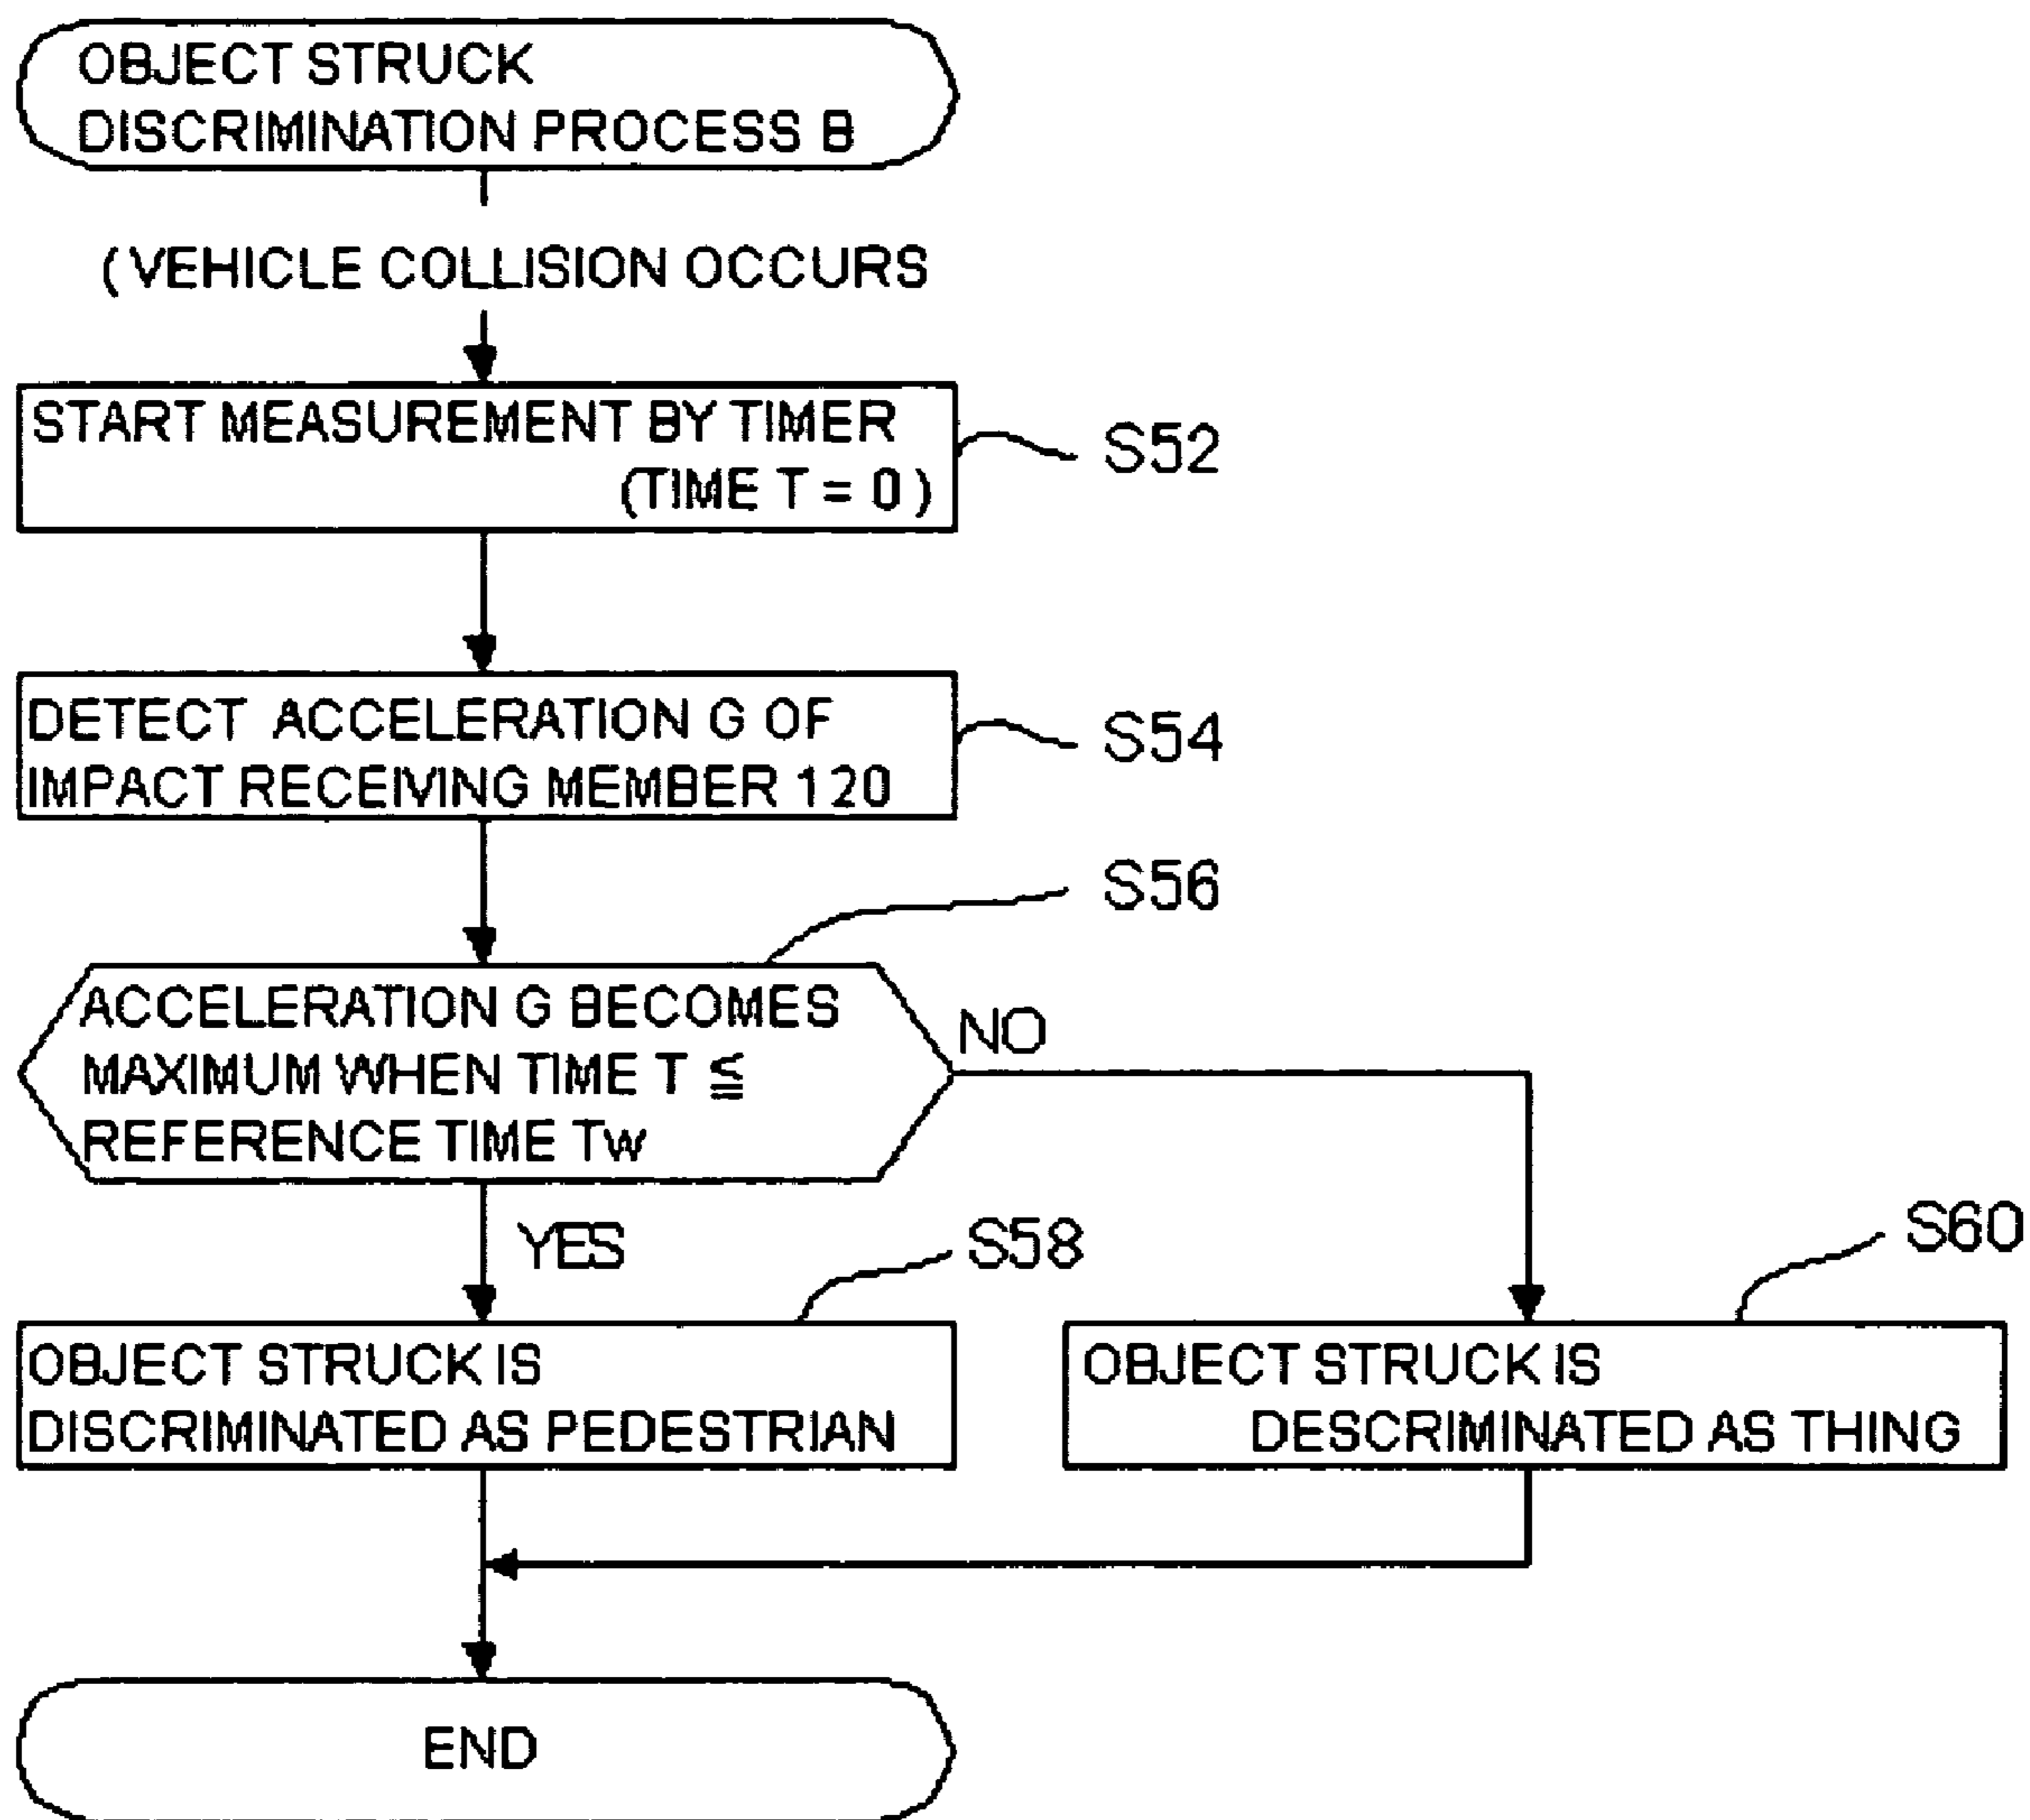 OBJECT STRUCK
DISCRIMINATION PROCESS B
(VEHICLE COLLISION OCCURS
START MEASUREMENT BY TIMER
(TIME T = 0)
S52
DETECT ACCELERATION G OF
IMPACT RECEIVING MEMBER 120
S54
S56
ACCELERATION G BECOMES
MAXIMUM WHEN TIME T ≦
REFERENCE TIME Tw
NO
YES
S58
S60
OBJECT STRUCK IS
DISCRIMINATED AS PEDESTRIAN
OBJECT STRUCK IS
DESCRIMINATED AS THING
END